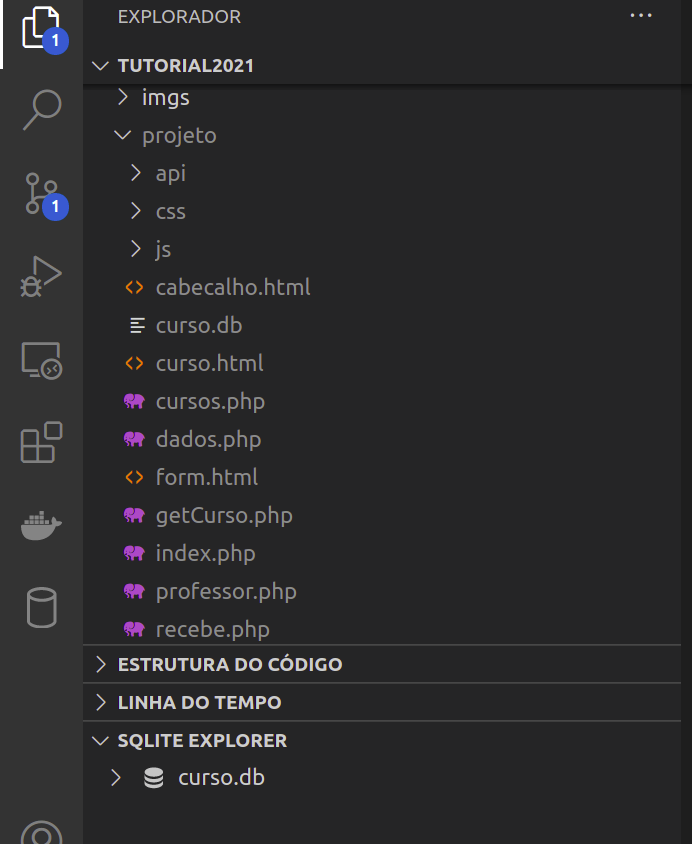 EXPLORADOR
1
TUTORIAL2021
imgs
projeto
api
css
1
js
cabecalho.html
curso.db
curso.html
cursos.php
dados.php
form.html
getCurso.php
index.php
professor.php
recebe.php
ESTRUTURA DO CÓDIGO
LINHA DO TEMPO
SQLITE EXPLORER
curso.db